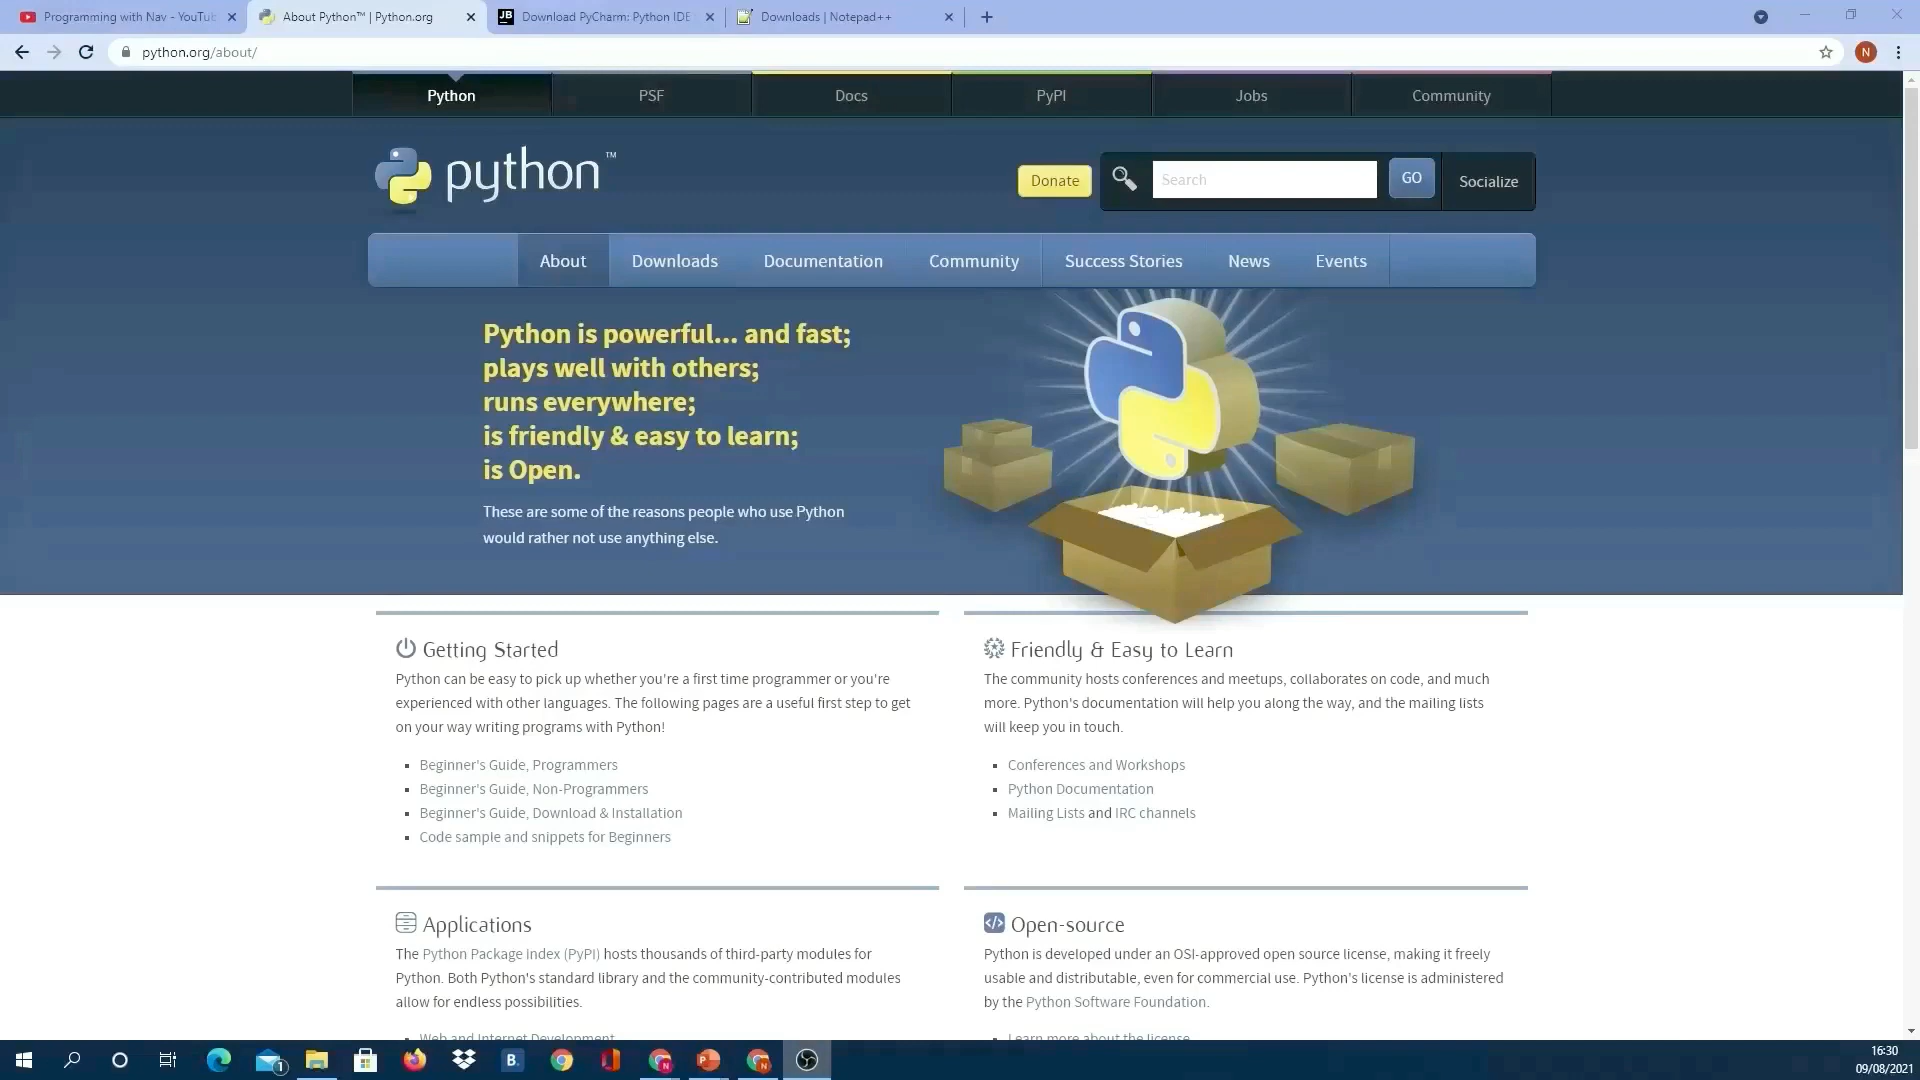 Programming with Nav - YouTu
About Python™ | Python.org
Download PyCharm: Python IDE
Downloads | Notepad++
python.org/about/
N
Python
PSF
Docs
PyPI
Jobs
Community
python™
Donate
Search
GO
Socialize
About
Downloads
Documentation
Community
Success Stories
News
Events
Python is powerful... and fast;
plays well with others;
runs everywhere;
is friendly & easy to learn;
is Open.
These are some of the reasons people who use Python
would rather not use anything else.
Getting Started
Python can be easy to pick up whether you're a first time programmer or you're
experienced with other languages. The following pages are a useful first step to get
on your way writing programs with Python!
Beginner's Guide, Programmers
Beginner's Guide, Non-Programmers
Beginner's Guide, Download & Installation
Code sample and snippets for Beginners
Friendly & Easy to Learn
The community hosts conferences and meetups, collaborates on code, and much
more. Python's documentation will help you along the way, and the mailing lists
will keep you in touch.
Conferences and Workshops
Python Documentation
Mailing Lists and IRC channels
Applications
The Python Package Index (PyPI) hosts thousands of third-party modules for
Python. Both Python's standard library and the community-contributed modules
allow for endless possibilities.
Web and Internet Development
Open-source
Python is developed under an OSI-approved open source license, making it freely
usable and distributable, even for commercial use. Python's license is administered
by the Python Software Foundation.
Learn more about the license
16:30
09/08/2021